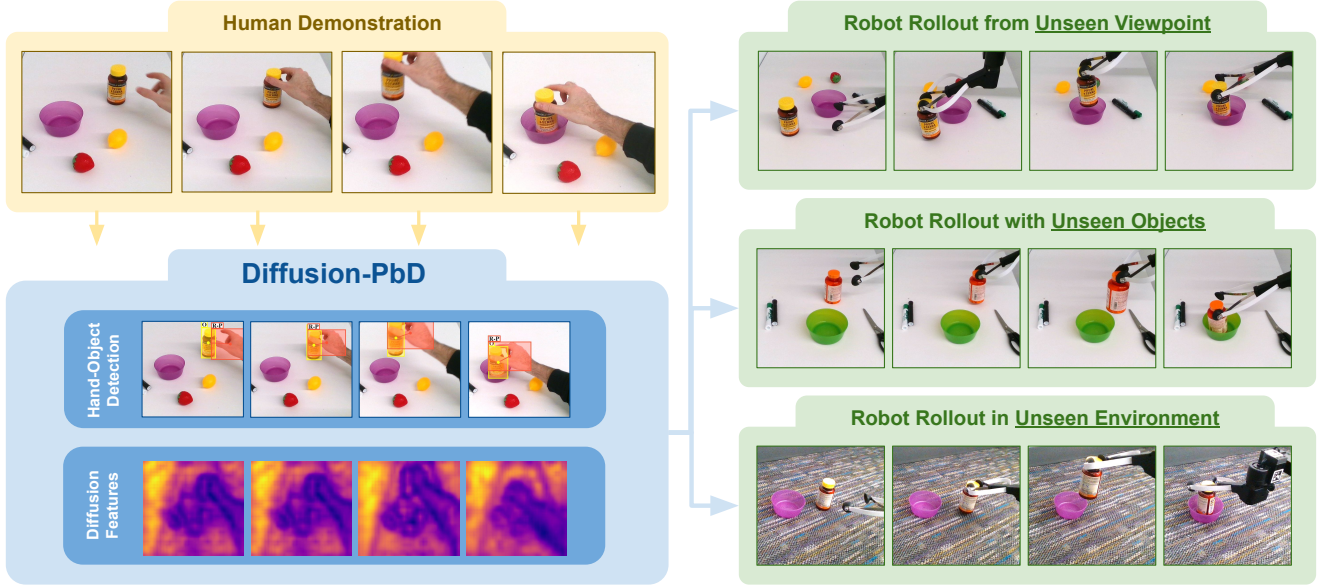 Human Demonstration
Diffusion-PbD
Hand-Object
Detection
O R-P
R-P
R-P
O
Diffusion
Features
Robot Rollout from Unseen Viewpoint
Robot Rollout with Unseen Objects
Robot Rollout in Unseen Environment